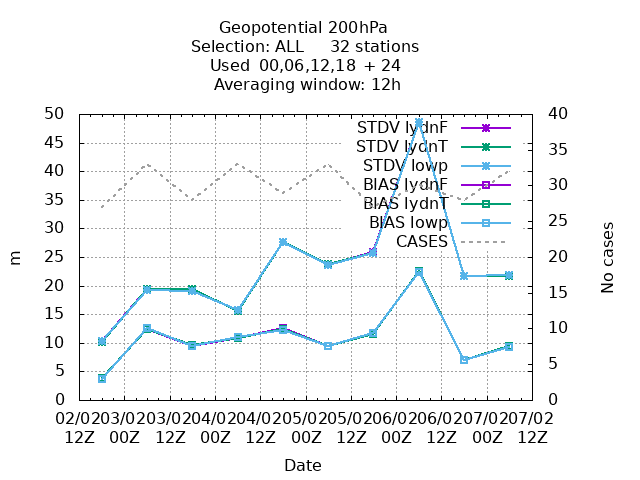 Geopotential 200hPa
Selection: ALL 32 stations
Used 00,06,12,18 + 24
Averaging window: 12h
50
45
40
35
30
25
20
15
10
5
0
40
35
30
25
20
15
10
5
0
STDV lydnF
STDV lydnT
STDV lowp
BIAS lydnF
BIAS lydnT
BIAS lowp
CASES
m
No cases
02/02 03/02 03/02 04/02 04/02 05/02 05/02 06/02 06/02 07/02 07/02
12Z 00Z 12Z 00Z 12Z 00Z 12Z 00Z 12Z 00Z 12Z
Date